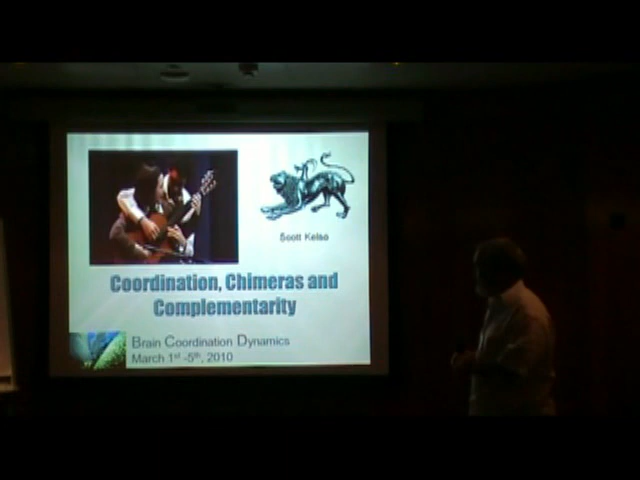 Scott Kelso
Coordination, Chimeras and
Complementarity
Brain Coordination Dynamics
March 1st -5th, 2010